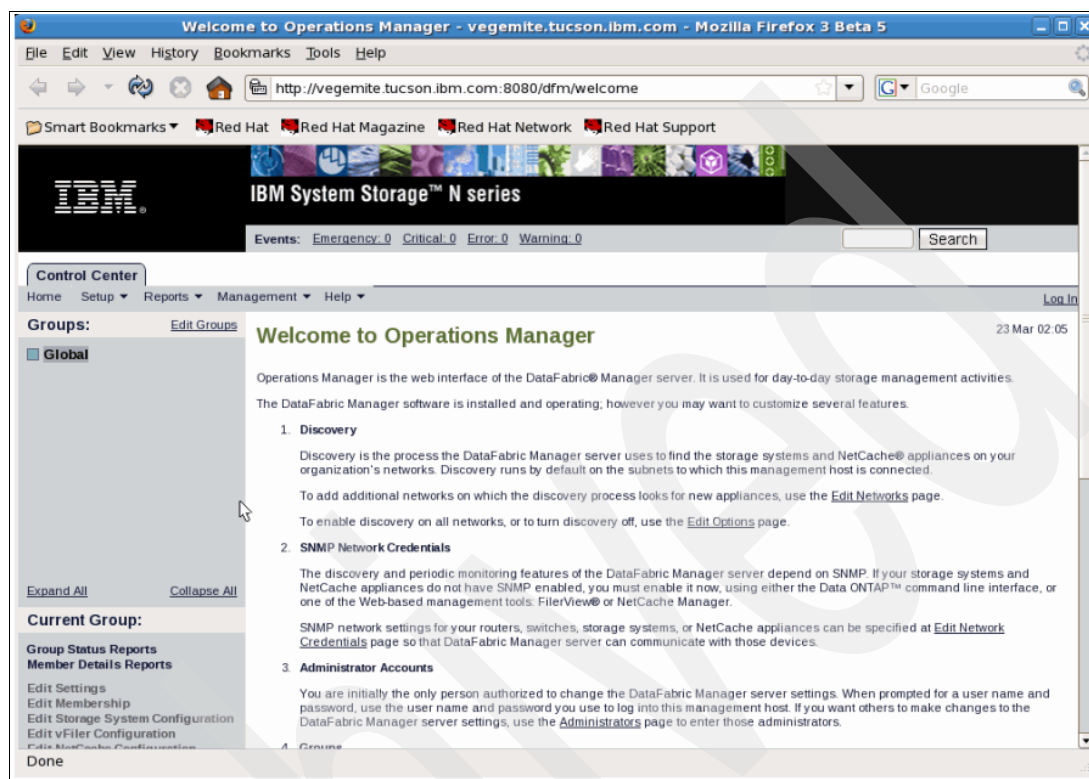 Welcome to Operations Manager - vegemite.tucson.ibm.com - Mozilla Firefox 3 Beta 5
File Edit View History Bookmarks Tools Help
http://vegemite.tucson.ibm.com:8080/dfm/welcome
G Google
Smart Bookmarks Red Hat Red Hat Magazine Red Hat Network Red Hat Support
IBM®
IBM System Storage™ N series
Events: Emergency: 0 Critical: 0 Error: 0 Warning: 0 Search
Control Center
Home Setup Reports Management Help Log In
Groups: Edit Groups
Global
Expand All Collapse All
Current Group:
Group Status Reports
Member Details Reports
Edit Settings
Edit Membership
Edit Storage System Configuration
Edit vFiler Configuration
Edit NetCache Configuration
Welcome to Operations Manager
23 Mar 02:05
Operations Manager is the web interface of the DataFabric® Manager server. It is used for day-to-day storage management activities.
The DataFabric Manager software is installed and operating; however you may want to customize several features.
1. Discovery
Discovery is the process the DataFabric Manager server uses to find the storage systems and NetCache® appliances on your
organization's networks. Discovery runs by default on the subnets to which this management host is connected.
To add additional networks on which the discovery process looks for new appliances, use the Edit Networks page.
To enable discovery on all networks, or to turn discovery off, use the Edit Options page.
2. SNMP Network Credentials
The discovery and periodic monitoring features of the DataFabric Manager server depend on SNMP. If your storage systems and
NetCache appliances do not have SNMP enabled, you must enable it now, using either the Data ONTAP™ command line interface, or
one of the Web-based management tools: FilerView® or NetCache Manager.
SNMP network settings for your routers, switches, storage systems, or NetCache appliances can be specified at Edit Network
Credentials page so that DataFabric Manager server can communicate with those devices.
3. Administrator Accounts
You are initially the only person authorized to change the DataFabric Manager server settings. When prompted for a user name and
password, use the user name and password you use to log into this management host. If you want others to make changes to the
DataFabric Manager server settings, use the Administrators page to enter those administrators.
4. Groups
Done